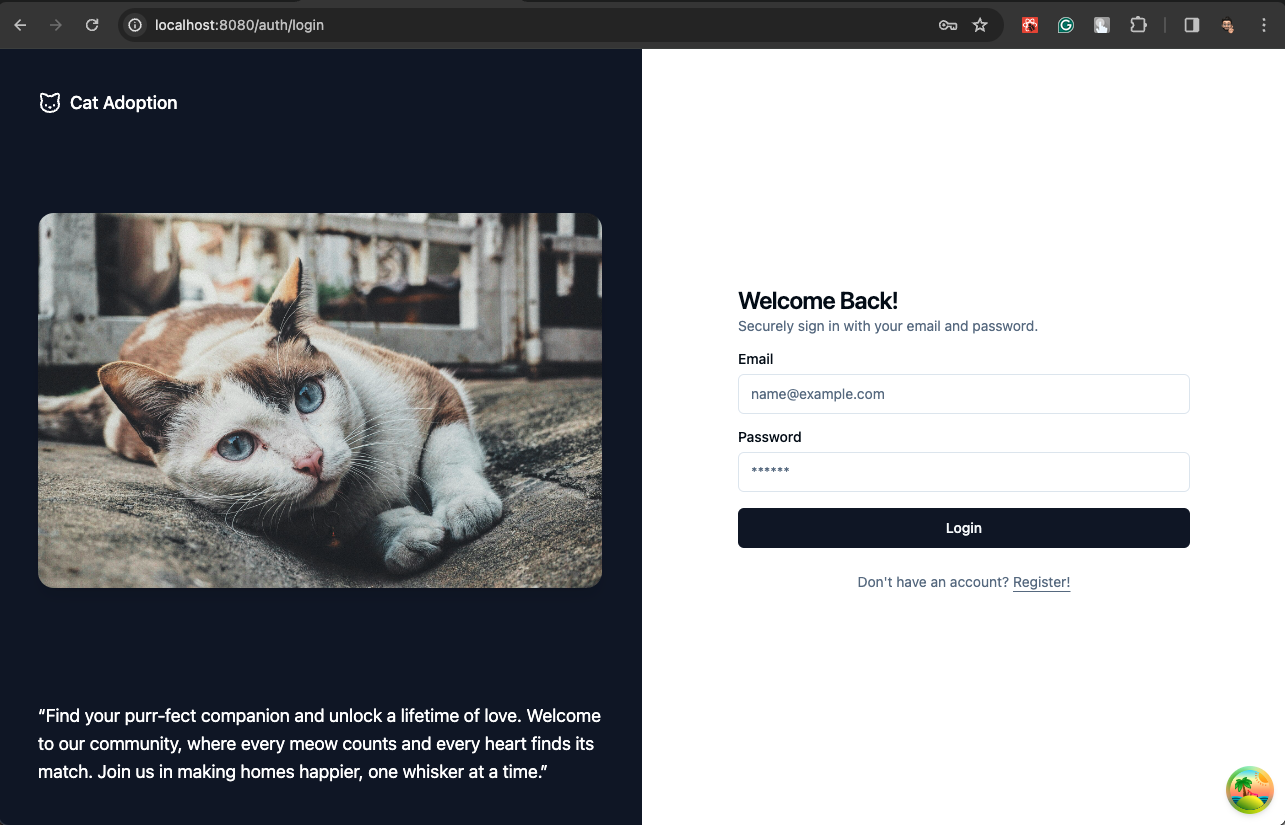 localhost:8080/auth/login
Cat Adoption
“Find your purr-fect companion and unlock a lifetime of love. Welcome
to our community, where every meow counts and every heart finds its
match. Join us in making homes happier, one whisker at a time.”
Welcome Back!
Securely sign in with your email and password.
Email
name@example.com
Password
******
Login
Don't have an account? Register!